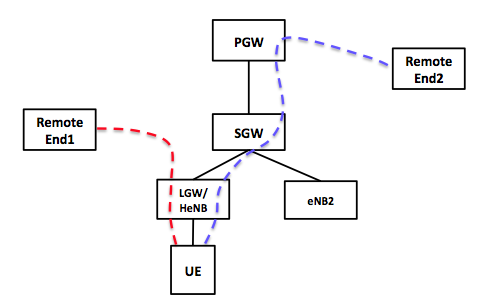 PGW
Remote
End2
Remote
End1
SGW
LGW/
HeNB
eNB2
UE